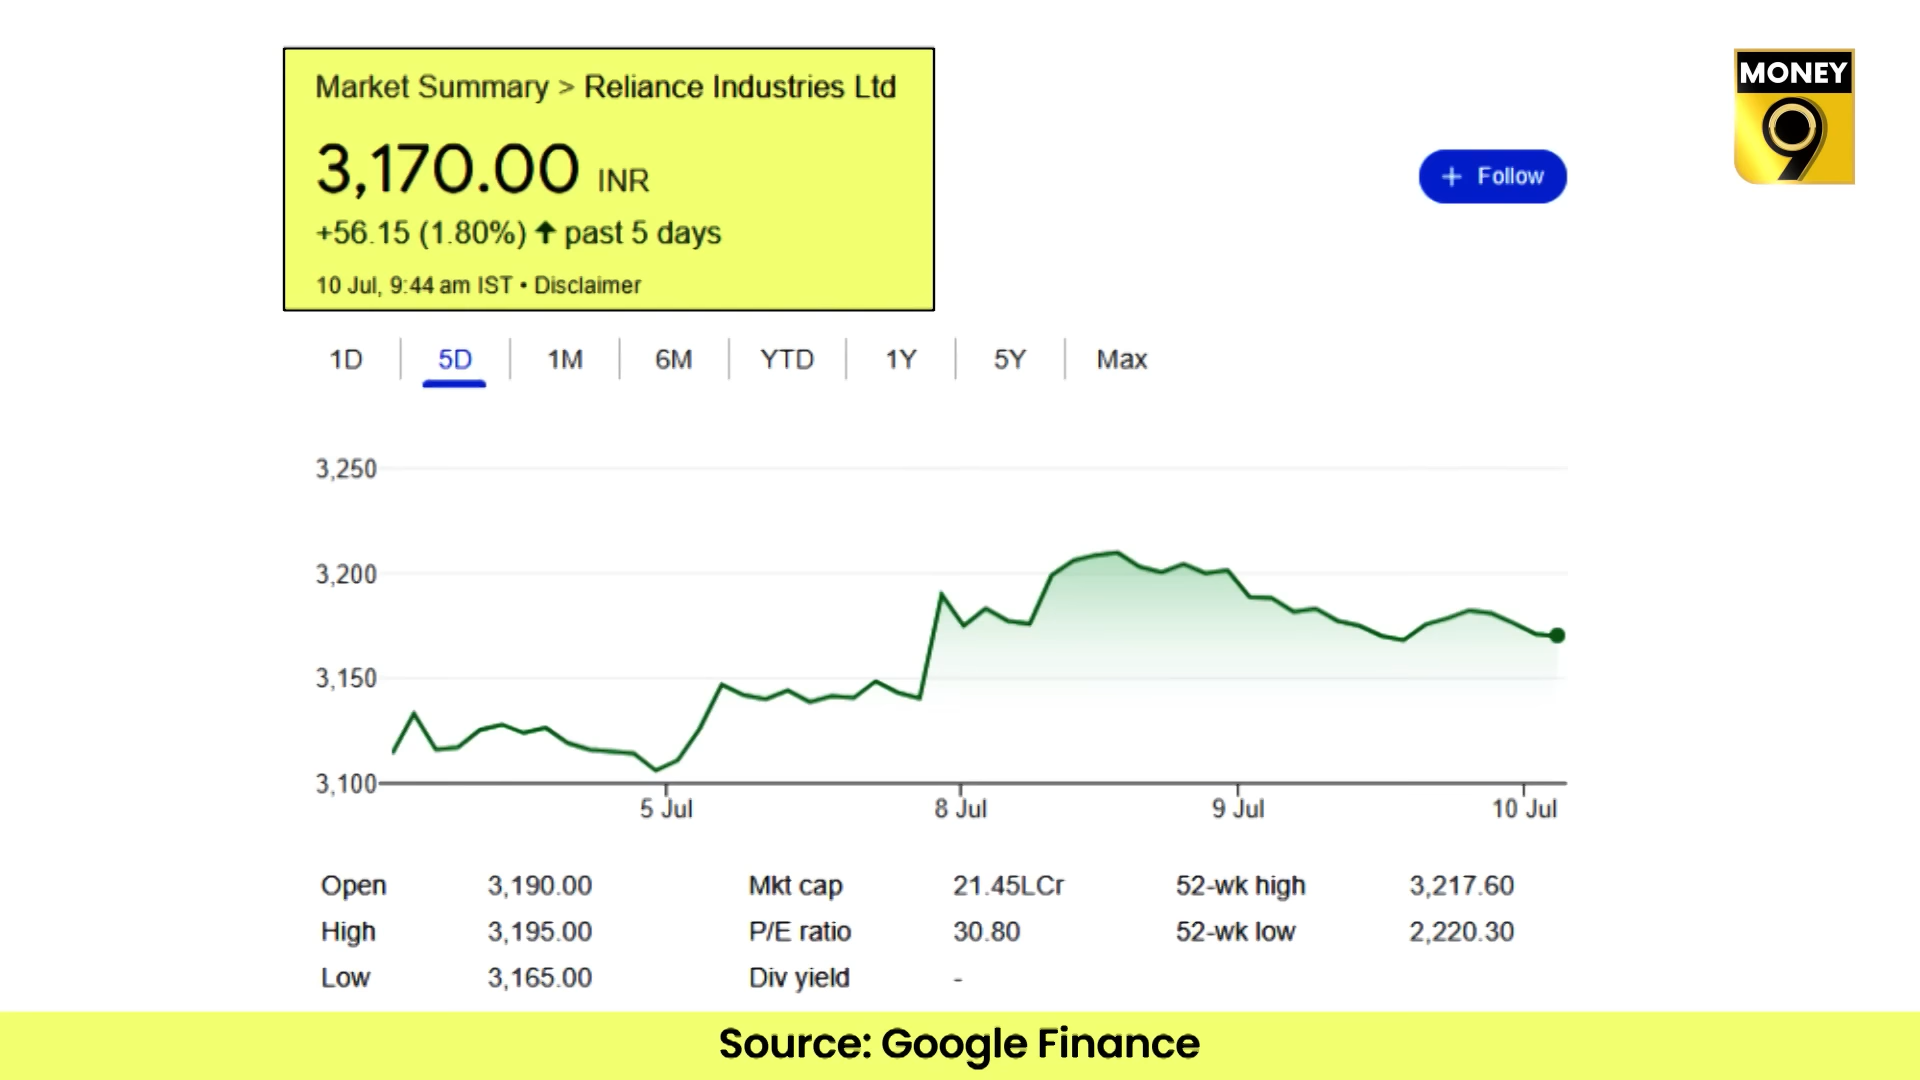 Market Summary > Reliance Industries Ltd
MONEY
9
3,170.00 INR
+ Follow
+56.15 (1.80%) ↑ past 5 days
10 Jul, 9:44 am IST • Disclaimer
1D 5D 1M 6M YTD 1Y 5Y Max
3,250
3,200
3,150
3,100
5 Jul 8 Jul 9 Jul 10 Jul
Open 3,190.00 Mkt cap 21.45LCr 52-wk high 3,217.60
High 3,195.00 P/E ratio 30.80 52-wk low 2,220.30
Low 3,165.00 Div yield -
Source: Google Finance